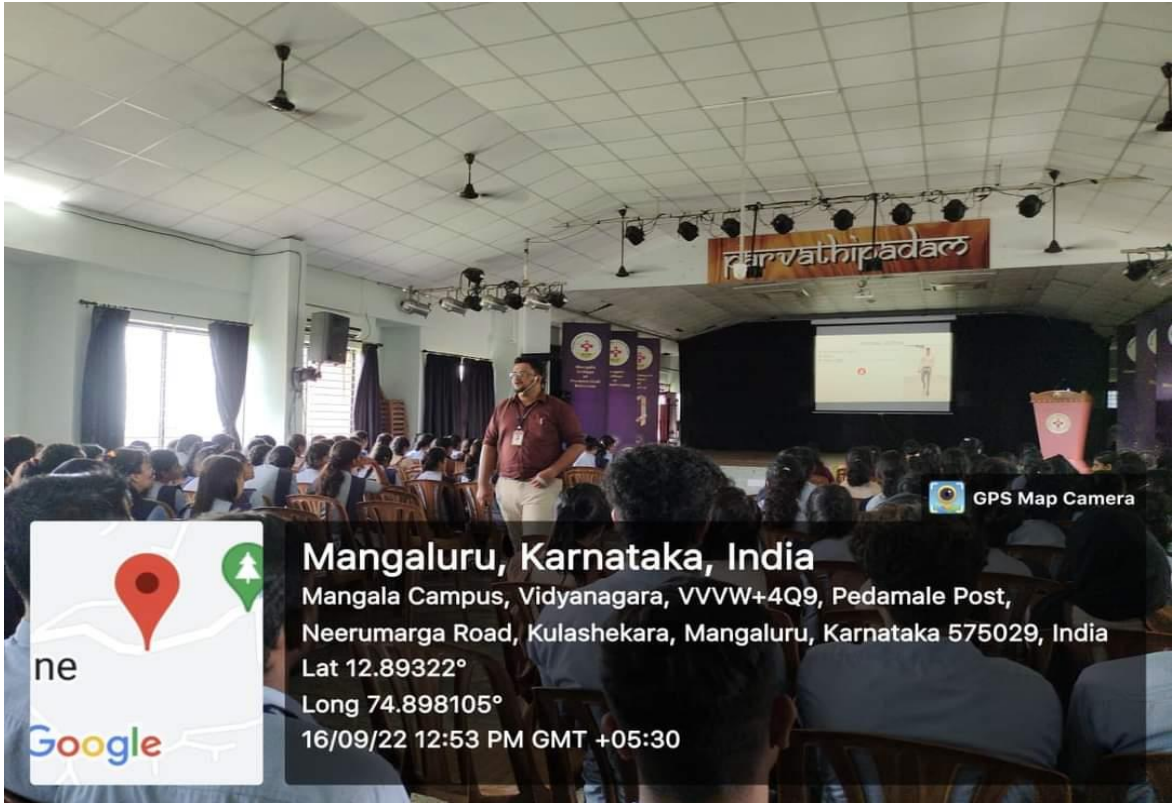 parvathipadam
GPS Map Camera
Mangaluru, Karnataka, India
Mangala Campus, Vidyanagara, VVVW+4Q9, Pedamale Post,
Neerumarga Road, Kulashekara, Mangaluru, Karnataka 575029, India
Lat 12.89322°
Long 74.898105°
16/09/22 12:53 PM GMT +05:30
ne
Google